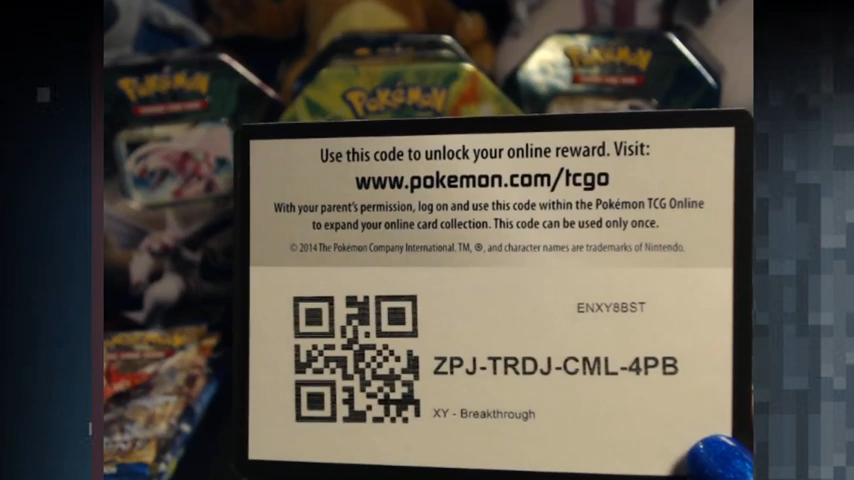 POKéMON
POKéMON
POKéMON
Use this code to unlock your online reward. Visit:
www.pokemon.com/tcgo
With your parent's permission, log on and use this code within the Pokémon TCG Online
to expand your online card collection. This code can be used only once.
© 2014 The Pokémon Company International. TM, ®, and character names are trademarks of Nintendo.
ENXY8BST
ZPJ-TRDJ-CML-4PB
XY - Breakthrough